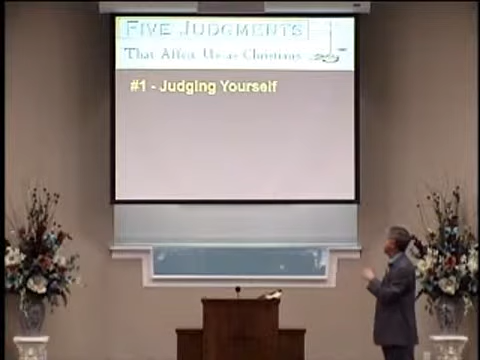 FIVE JUDGMENTS
That Affect Us as Christians
#1 - Judging Yourself